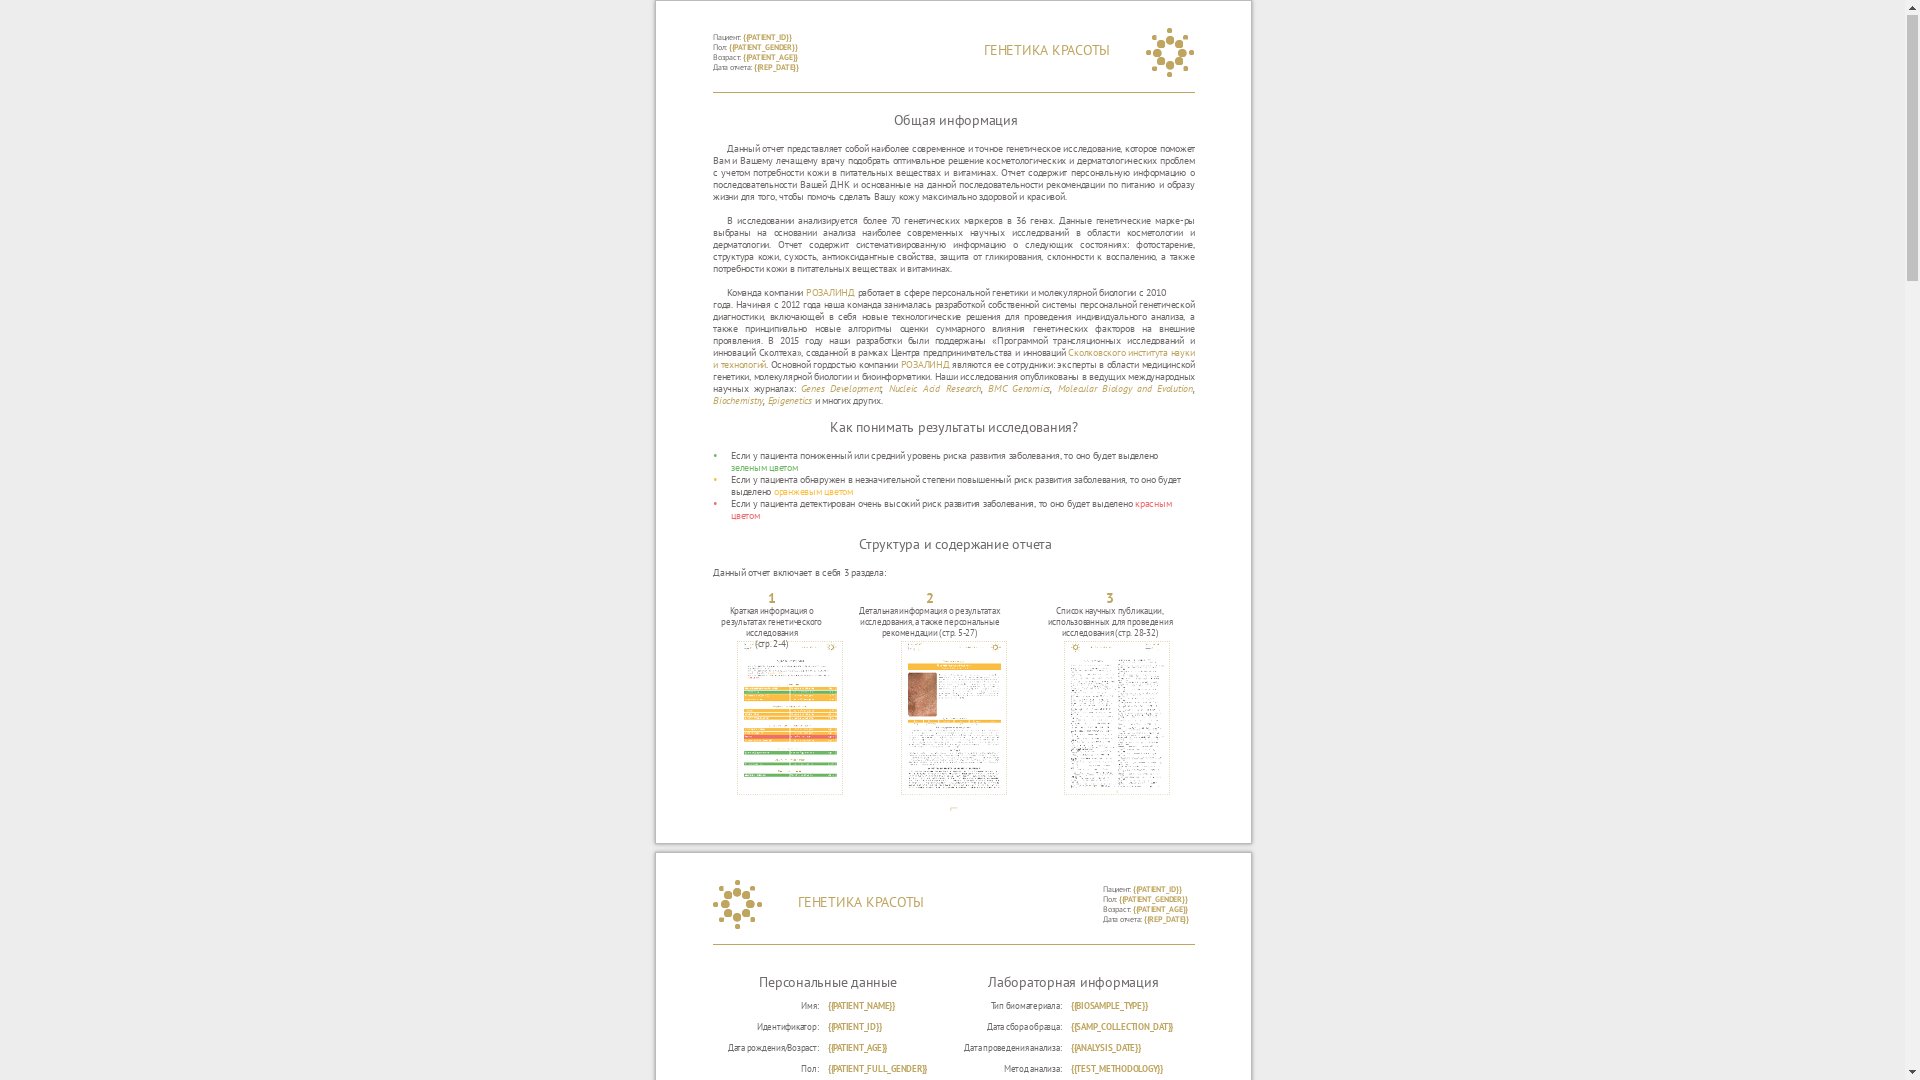 Пациент: {{PATIENT_ID}}
Пол: {{PATIENT_GENDER}}
Возраст: {{PATIENT_AGE}}
Дата отчета: {{REP_DATE}}
ГЕНЕТИКА КРАСОТЫ
Общая информация
Данный отчет представляет собой наиболее современное и точное генетическое исследование, которое поможет
Вам и Вашему лечащему врачу подобрать оптимальное решение косметологических и дерматологических проблем
с учетом потребности кожи в питательных веществах и витаминах. Отчет содержит персональную информацию о
последовательности Вашей ДНК и основанные на данной последовательности рекомендации по питанию и образу
жизни для того, чтобы помочь сделать Вашу кожу максимально здоровой и красивой.
В исследовании анализируется более 70 генетических маркеров в 36 генах. Данные генетические марке-ры
выбраны на основании анализа наиболее современных научных исследований в области косметологии и
дерматологии. Отчет содержит систематизированную информацию о следующих состояниях: фотостарение,
структура кожи, сухость, антиоксидантные свойства, защита от гликирования, склонности к воспалению, а также
потребности кожи в питательных веществах и витаминах.
Команда компании РОЗАЛИНД работает в сфере персональной генетики и молекулярной биологии с 2010
года. Начиная с 2012 года наша команда занималась разработкой собственной системы персональной генетической
диагностики, включающей в себя новые технологические решения для проведения индивидуального анализа, а
также принципиально новые алгоритмы оценки суммарного влияния генетических факторов на внешние
проявления. В 2015 году наши разработки были поддержаны «Программой трансляционных исследований и
инноваций Сколтеха», созданной в рамках Центра предпринимательства и инноваций Сколковского института науки
и технологий. Основной гордостью компании РОЗАЛИНД являются ее сотрудники: эксперты в области медицинской
генетики, молекулярной биологии и биоинформатики. Наши исследования опубликованы в ведущих международных
научных журналах: Genes Development, Nucleic Acid Research, BMC Genomics, Molecular Biology and Evolution,
Biochemistry, Epigenetics и многих других.
Как понимать результаты исследования?
• Если у пациента пониженный или средний уровень риска развития заболевания, то оно будет выделено
зеленым цветом
• Если у пациента обнаружен в незначительной степени повышенный риск развития заболевания, то оно будет
выделено оранжевым цветом
• Если у пациента детектирован очень высокий риск развития заболевания, то оно будет выделено красным
цветом
Структура и содержание отчета
Данный отчет включает в себя 3 раздела:
1
Краткая информация о
результатах генетического
исследования
(стр. 2-4)
2
Детальная информация о результатах
исследования, а также персональные
рекомендации (стр. 5-27)
3
Список научных публикации,
использованных для проведения
исследования (стр. 28-32)
ГЕНЕТИКА КРАСОТЫ
Пациент: {{PATIENT_ID}}
Пол: {{PATIENT_GENDER}}
Возраст: {{PATIENT_AGE}}
Дата отчета: {{REP_DATE}}
Персональные данные
Имя: {{PATIENT_NAME}}
Идентификатор: {{PATIENT_ID}}
Дата рождения/Возраст: {{PATIENT_AGE}}
Пол: {{PATIENT_FULL_GENDER}}
Лабораторная информация
Тип биоматериала: {{BIOSAMPLE_TYPE}}
Дата сбора образца: {{SAMP_COLLECTION_DAT}}
Дата проведения анализа: {{ANALYSIS_DATE}}
Метод анализа: {{TEST_METHODOLOGY}}